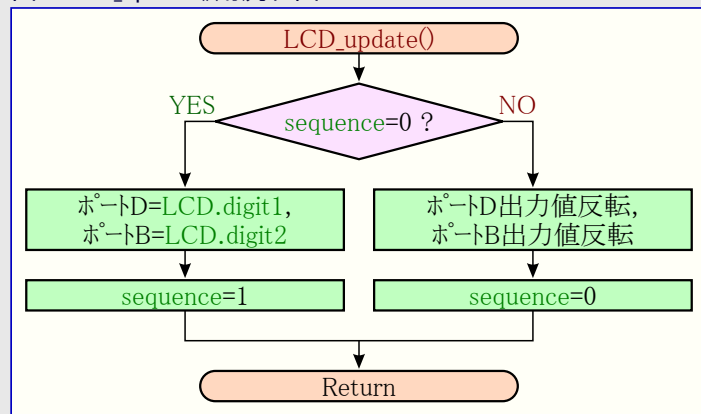 LCD_update()
YES
NO
sequence=0 ?
ﾎﾟｰﾄD=LCD.digit1,
ﾎﾟｰﾄB=LCD.digit2
ﾎﾟｰﾄD出力値反転,
ﾎﾟｰﾄB出力値反転
sequence=1
sequence=0
Return